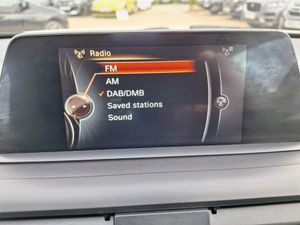 Radio
FM
AM
✓ DAB/DMB
Saved stations
Sound